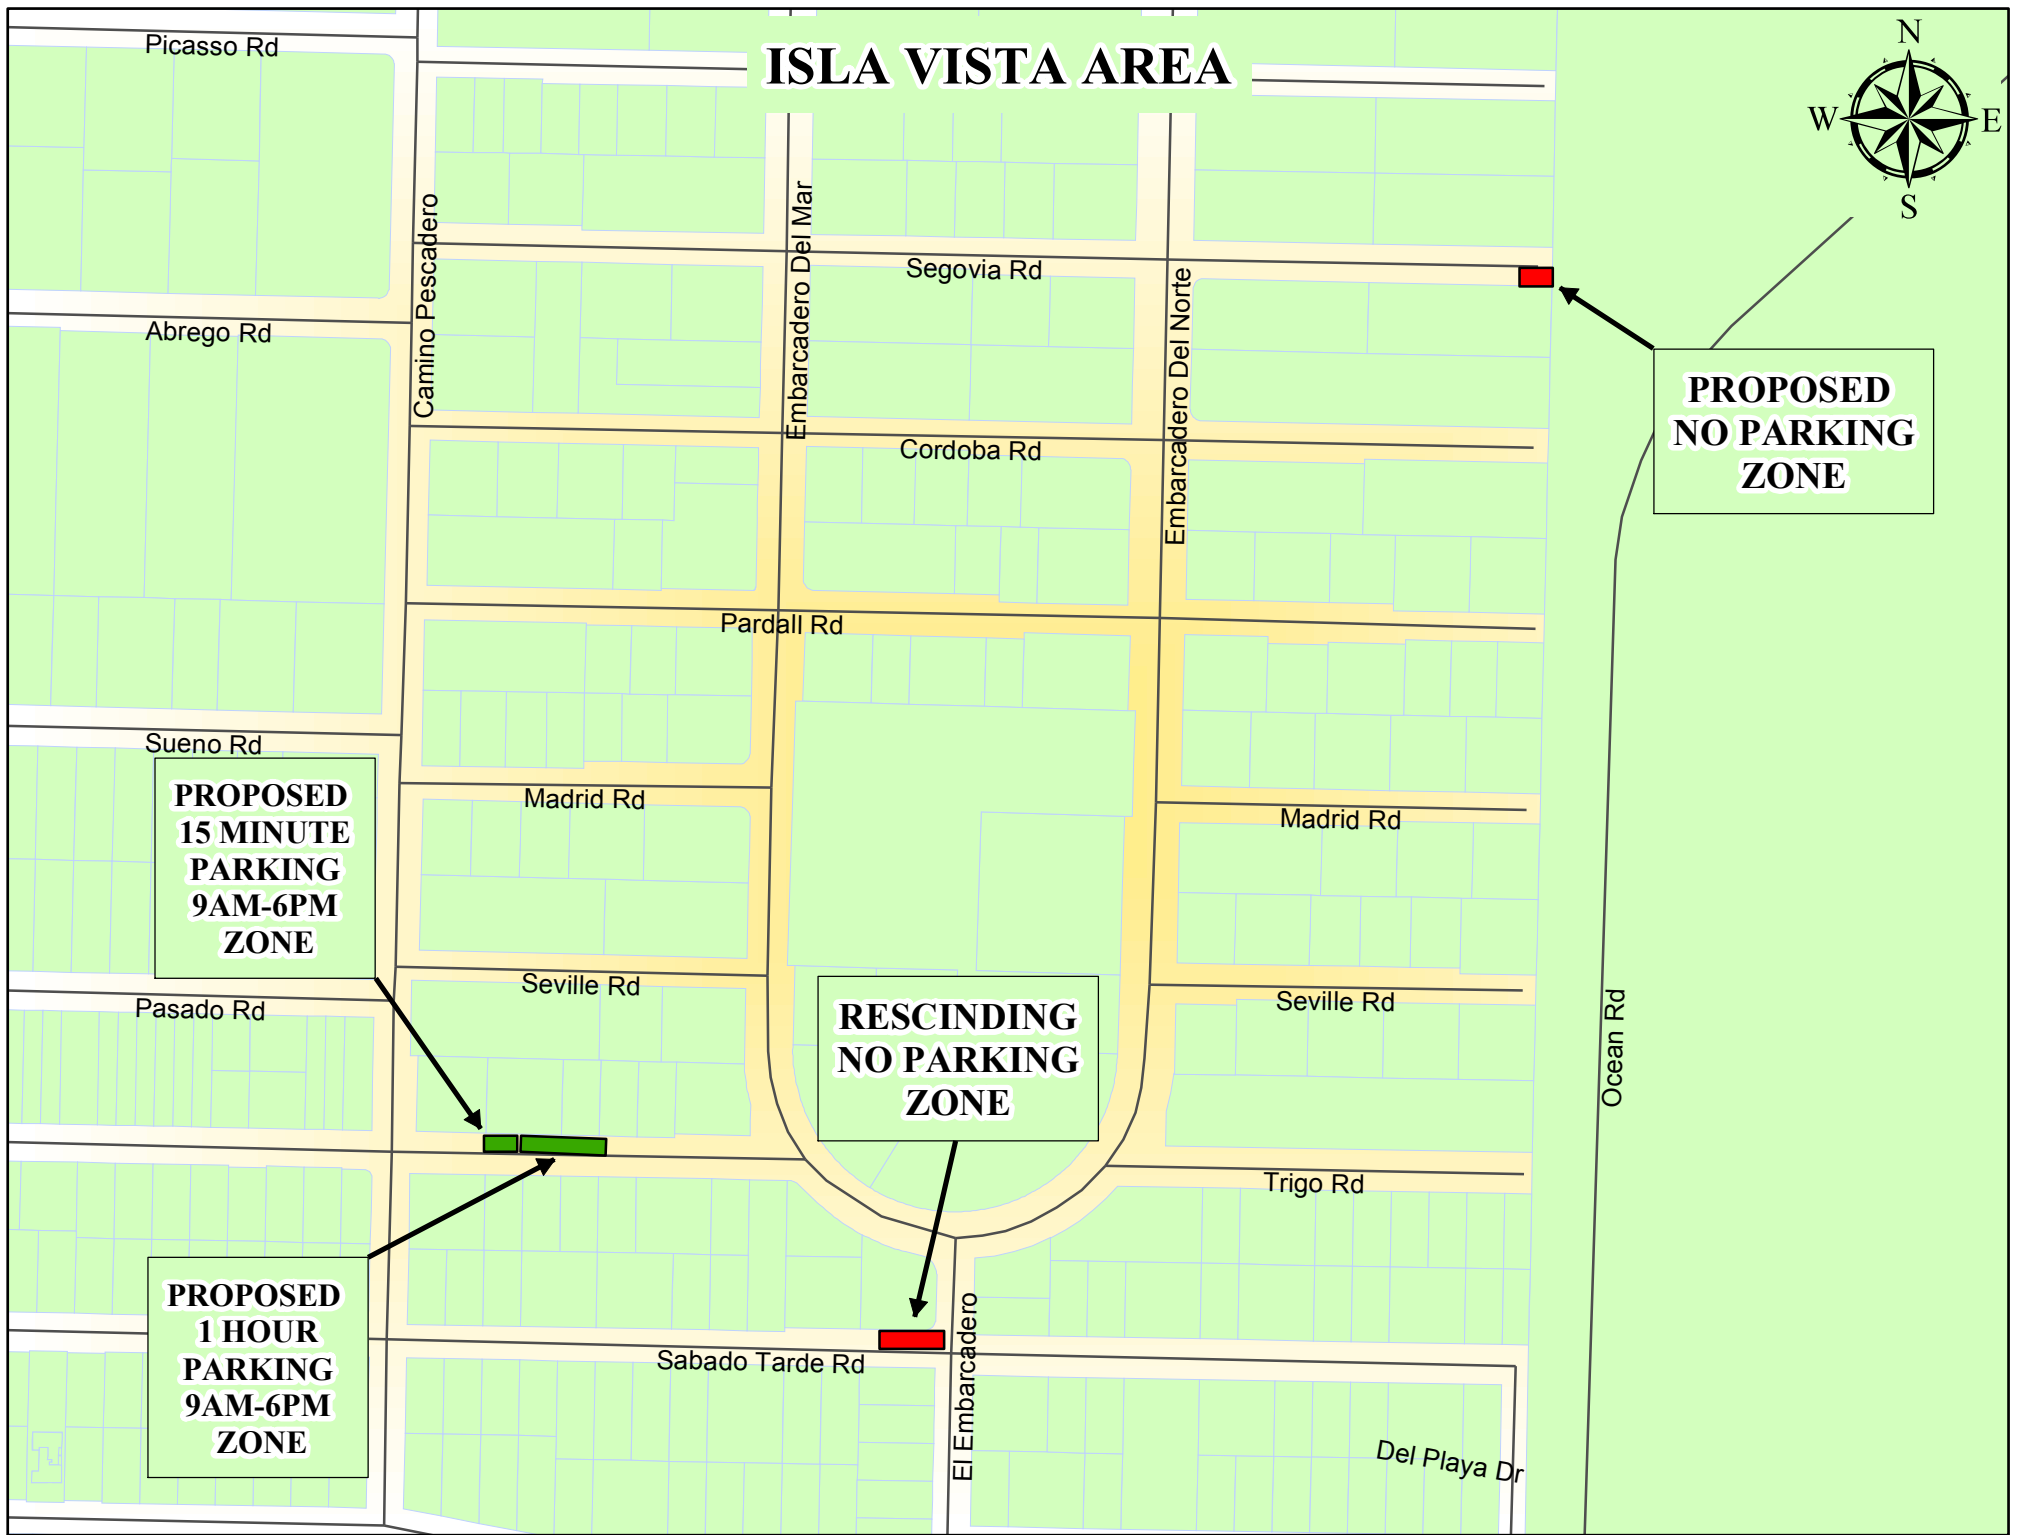 ISLA VISTA AREA
N
W
E
S
Picasso Rd
Camino Pescadero
Embarcadero Del Mar
Segovia Rd
Embarcadero Del Norte
Abrego Rd
PROPOSED
NO PARKING
ZONE
Cordoba Rd
Pardall Rd
Sueno Rd
PROPOSED
15 MINUTE
PARKING
9AM-6PM
ZONE
Madrid Rd
Madrid Rd
Seville Rd
Seville Rd
Pasado Rd
RESCINDING
NO PARKING
ZONE
Ocean Rd
Trigo Rd
PROPOSED
1 HOUR
PARKING
9AM-6PM
ZONE
Sabado Tarde Rd
El Embarcadero
Del Playa Dr